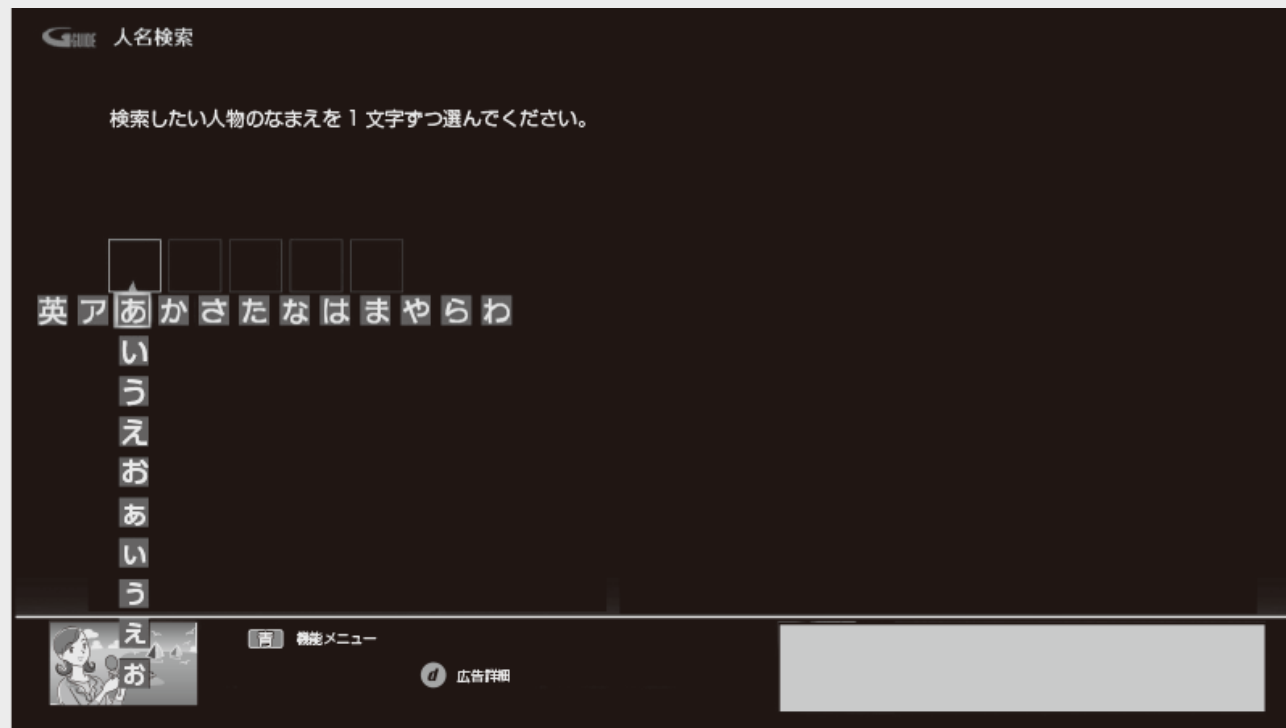 G-GUIDE 人名検索
検索したい人物のなまえを1文字ずつ選んでください。
英 ア あ か さ た な は ま や ら わ
い
う
え
お
ぁ
ぃ
ぅ
ぇ
ぉ
青 機能メニュー
d 広告詳細